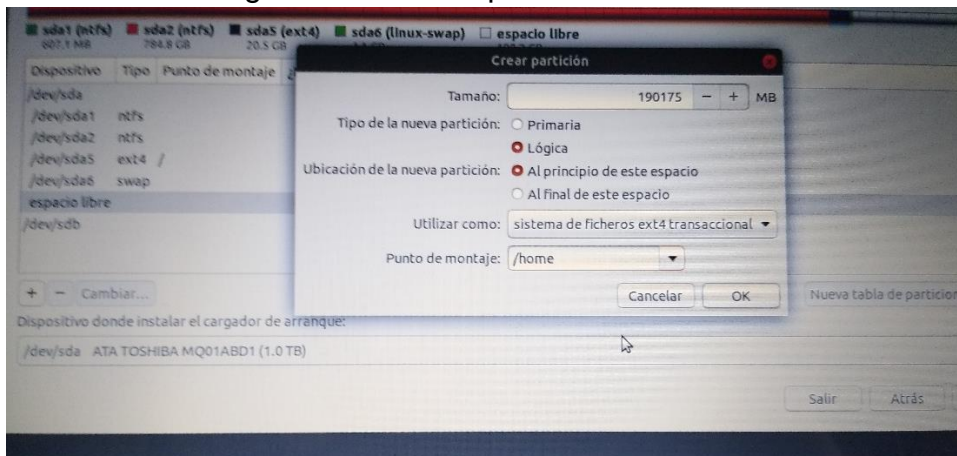 sda1 (ntfs) sda2 (ntfs) sda5 (ext4) sda6 (linux-swap) espacio libre
607.1 MB 784.8 GB 20.5 GB
Crear partición
Dispositivo Tipo Punto de montaje
/dev/sda
/dev/sda1 ntfs
/dev/sda2 ntfs
/dev/sda5 ext4 /
/dev/sda6 swap
espacio libre
/dev/sdb
Tamaño: 190175 - + MB
Tipo de la nueva partición: Primaria
Lógica
Ubicación de la nueva partición: Al principio de este espacio
Al final de este espacio
Utilizar como: sistema de ficheros ext4 transaccional
Punto de montaje: /home
Cancelar OK
+ - Cambiar... Nueva tabla de particion
Dispositivo donde instalar el cargador de arranque:
/dev/sda ATA TOSHIBA MQ01ABD1 (1.0 TB)
Salir Atrás